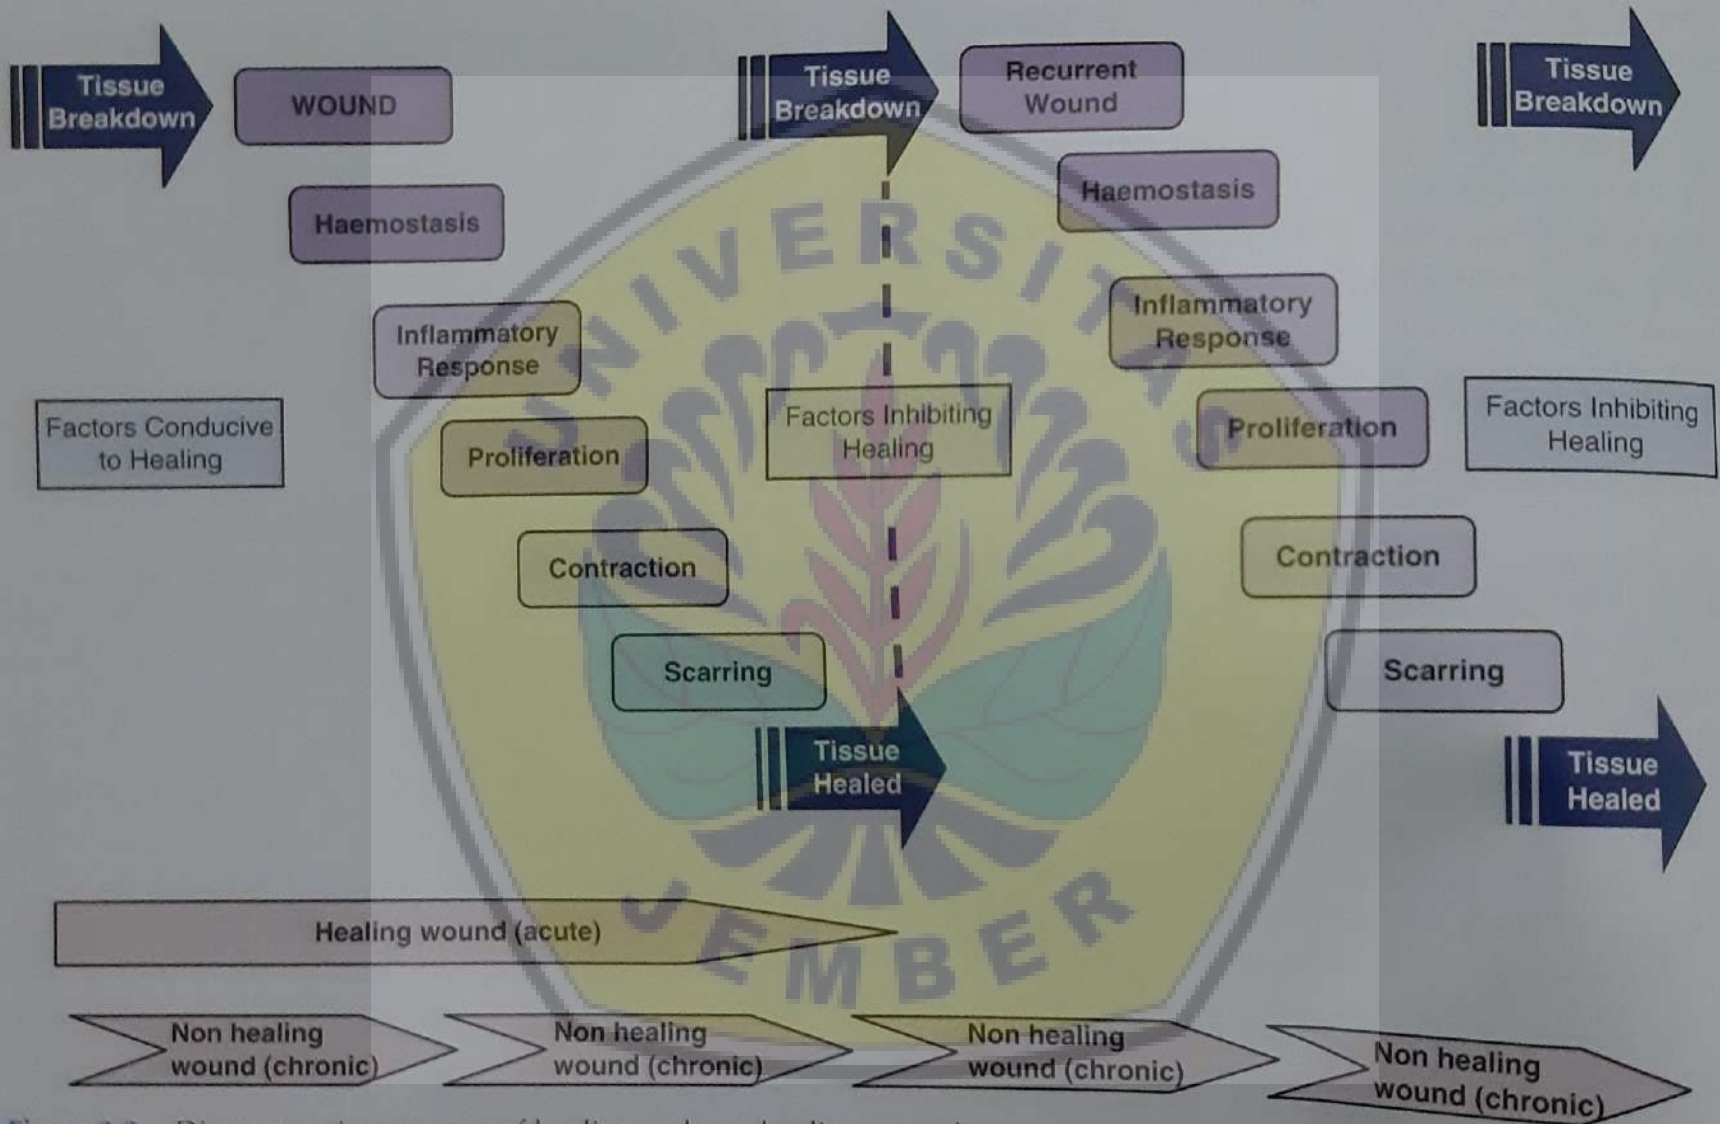 Tissue
Breakdown
WOUND
Haemostasis
Inflammatory
Response
Factors Conducive
to Healing
Proliferation
Contraction
Scarring
Tissue
Breakdown
Factors Inhibiting
Healing
Tissue
Healed
Recurrent
Wound
Haemostasis
Inflammatory
Response
Proliferation
Contraction
Scarring
Tissue
Breakdown
Factors Inhibiting
Healing
Tissue
Healed
Healing wound (acute)
Non healing
wound (chronic)
Non healing
wound (chronic)
Non healing
wound (chronic)
Non healing
wound (chronic)
UNIVERSITAS
JEMBER